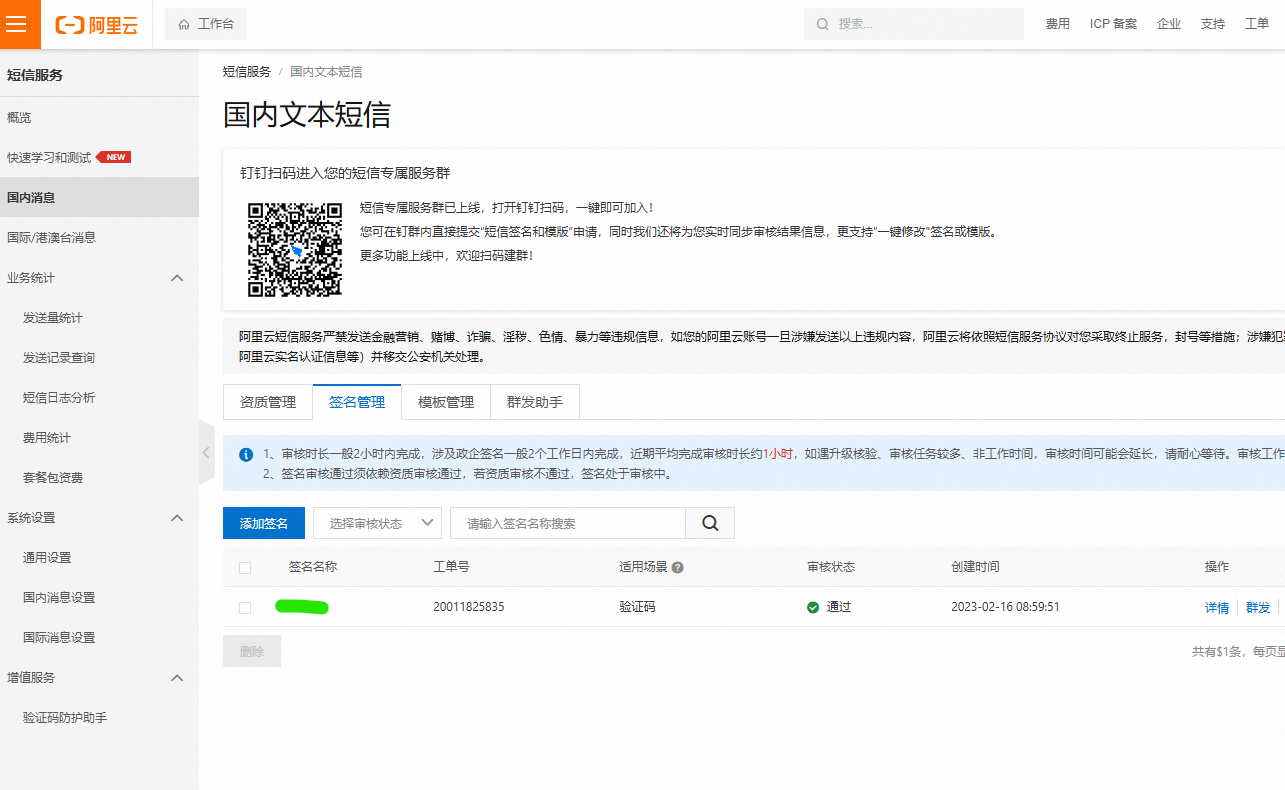 阿里云
工作台
搜索...
费用
ICP 备案
企业
支持
工单
短信服务
概览
快速学习和测试 NEW
国内消息
国际/港澳台消息
业务统计
发送量统计
发送记录查询
短信日志分析
费用统计
套餐包资费
系统设置
通用设置
国内消息设置
国际消息设置
增值服务
验证码防护助手
短信服务 / 国内文本短信
国内文本短信
钉钉扫码进入您的短信专属服务群
短信专属服务群已上线，打开钉钉扫码，一键即可加入！
您可在钉群内直接提交“短信签名和模版”申请，同时我们还将为您实时同步审核结果信息，更支持“一键修改”签名或模版。
更多功能上线中，欢迎扫码建群！
阿里云短信服务严禁发送金融营销、赌博、诈骗、淫秽、色情、暴力等违规信息，如您的阿里云账号一旦涉嫌发送以上违规内容，阿里云将依照短信服务协议对您采取终止服务，封号等措施；涉嫌犯
阿里云实名认证信息等）并移交公安机关处理。
资质管理
签名管理
模板管理
群发助手
1、审核时长一般2小时内完成，涉及政企签名一般2个工作日内完成，近期平均完成审核时长约1小时，如遇升级核验、审核任务较多、非工作时间，审核时间可能会延长，请耐心等待。审核工作
2、签名审核通过须依赖资质审核通过，若资质审核不通过，签名处于审核中。
添加签名
选择审核状态
请输入签名名称搜索
签名名称 工单号 适用场景 审核状态 创建时间 操作
20011825835 验证码 通过 2023-02-16 08:59:51 详情 群发
删除
共有$1条，每页显